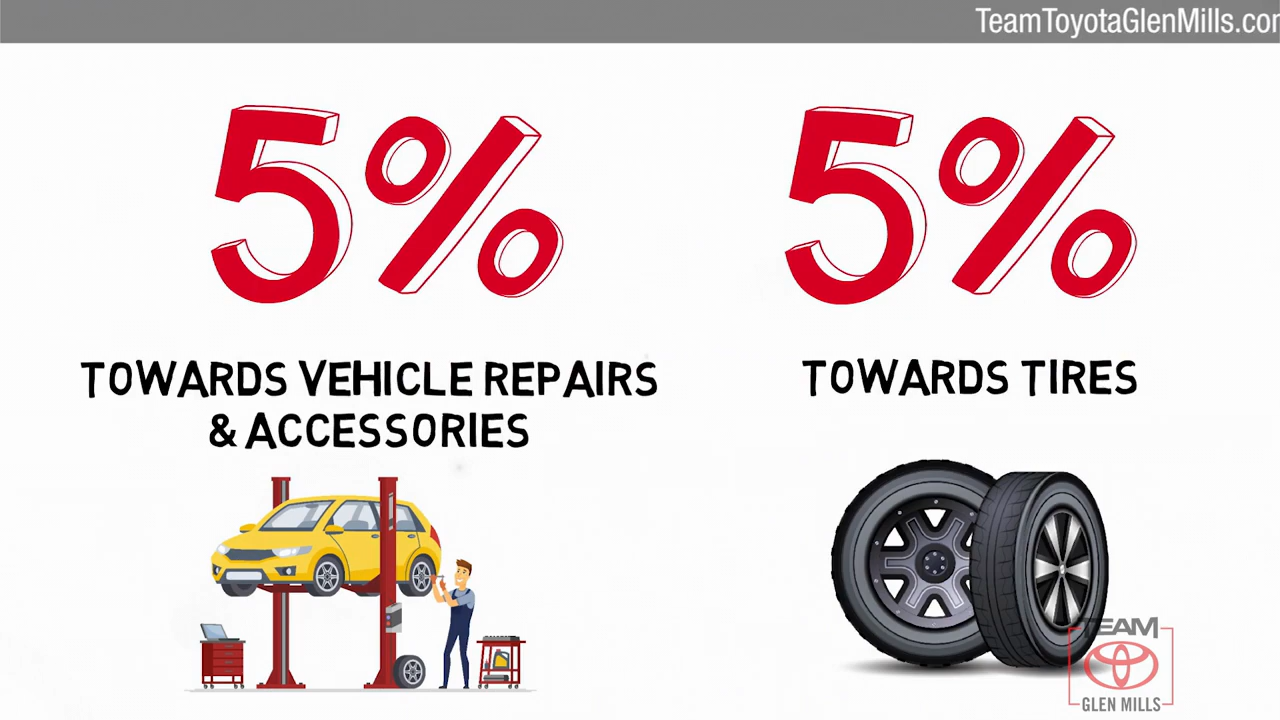 TeamToyotaGlenMills.com
5%
5%
TOWARDS VEHICLE REPAIRS
& ACCESSORIES
TOWARDS TIRES
TEAM
GLEN MILLS